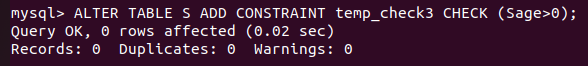 mysql> ALTER TABLE S ADD CONSTRAINT temp_check3 CHECK (Sage>0);
Query OK, 0 rows affected (0.02 sec)
Records: 0  Duplicates: 0  Warnings: 0